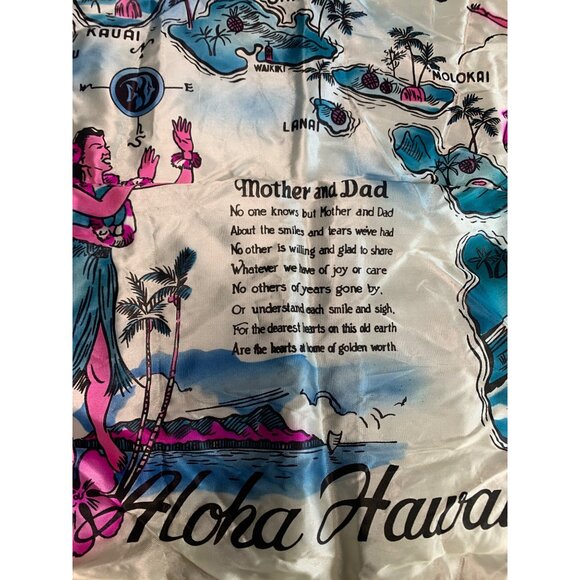 KAUAI
WAIKIKI
MOLOKAI
LANAI
N
W
E
S
Mother and Dad
No one knows but Mother and Dad
About the smiles and tears we've had
No other is willing and glad to share
Whatever we have of joy or care
No others of years gone by,
Or understand each smile and sigh,
For the dearest hearts on this old earth
Are the hearts at home of golden worth
Aloha Hawai